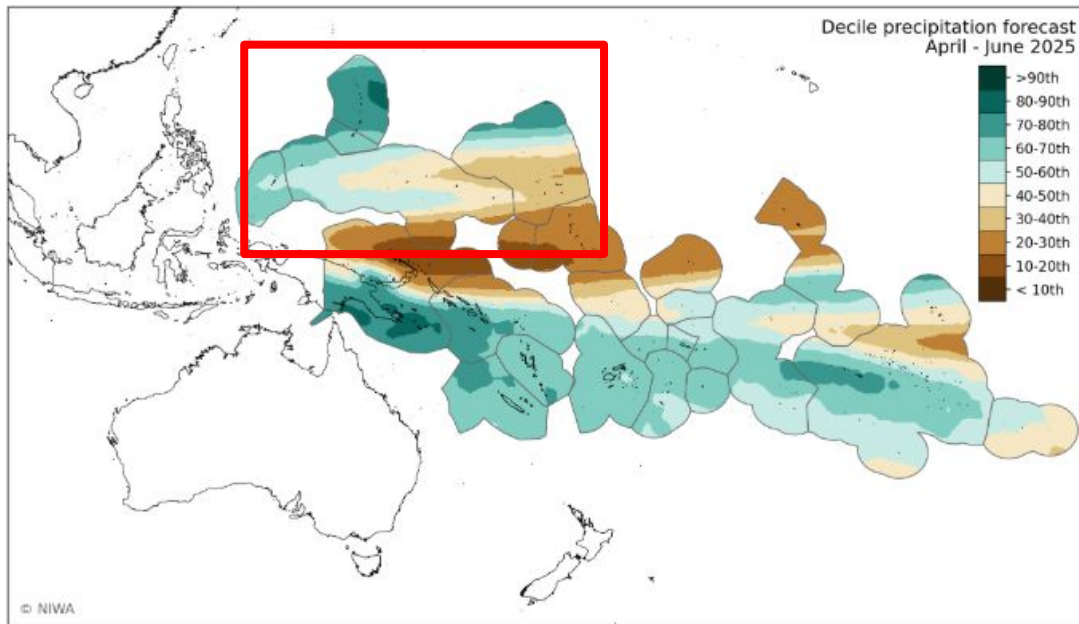 Decile precipitation forecast
April - June 2025
>90th
80-90th
70-80th
60-70th
50-60th
40-50th
30-40th
20-30th
10-20th
< 10th
© NIWA